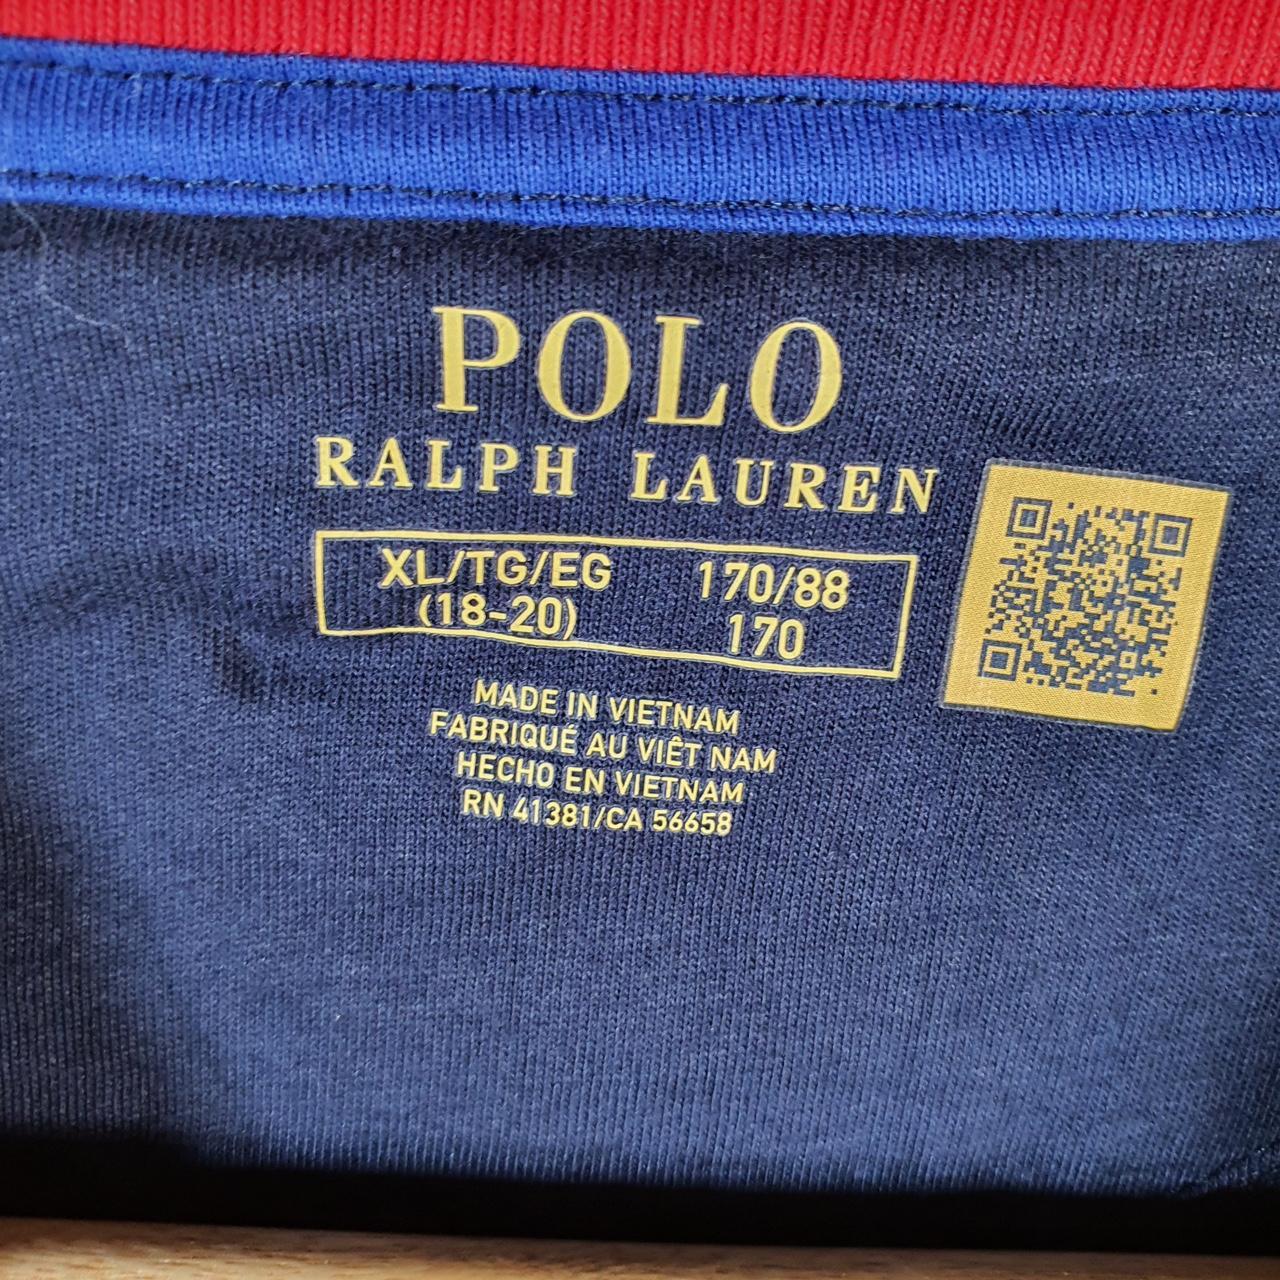 POLO
RALPH LAUREN
XL/TG/EG 170/88
(18-20) 170
MADE IN VIETNAM
FABRIQUÉ AU VIÊT NAM
HECHO EN VIETNAM
RN 41381/CA 56658